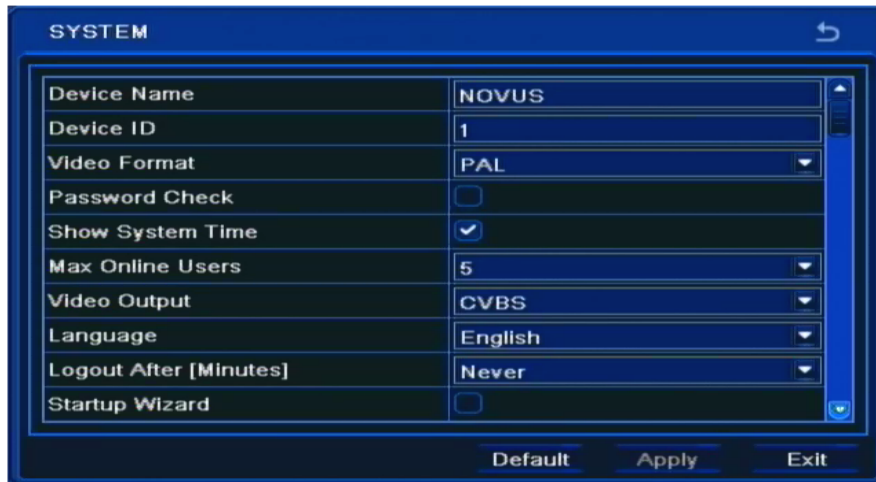 SYSTEM
Device Name NOVUS
Device ID 1
Video Format PAL
Password Check
Show System Time
Max Online Users 5
Video Output CVBS
Language English
Logout After [Minutes] Never
Startup Wizard
Default Apply Exit